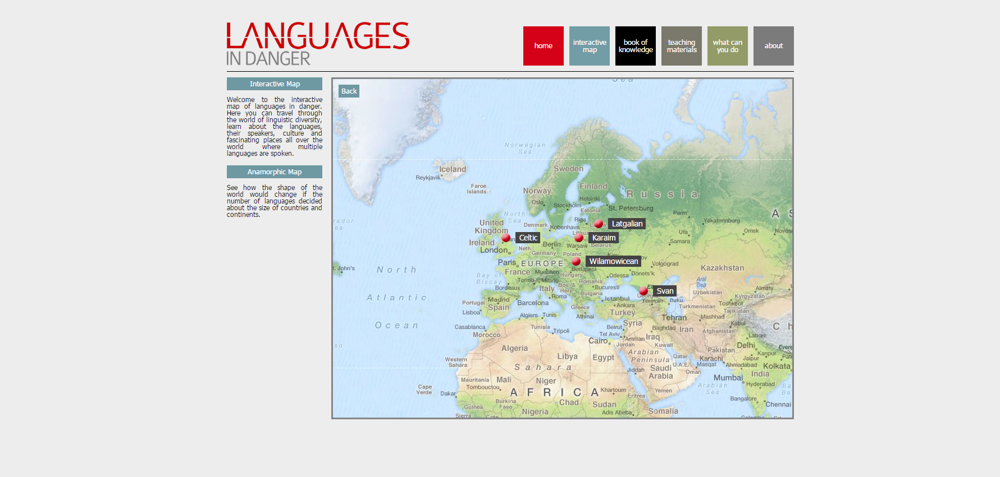 LANGUAGES
IN DANGER
home
interactive
map
book of
knowledge
teaching
materials
what can
you do
about
Interactive Map
Welcome to the interactive
map of languages in danger.
Here you can travel through
the world of linguistic diversity,
learn about the languages,
their speakers, culture and
fascinating places all over the
world where multiple
languages are spoken.
Anamorphic Map
See how the shape of the
world would change if the
number of languages decided
about the size of countries and
continents.
Back
Sea
Norwegian
Sea
Iceland
Reykjavik
Faroe
Islands
Sweden
Norway
Finland
Oslo
Helsinki
Russia
Stockholm
Estonia
St. Petersburg
North
Sea
Perm'
Yekaterinburg
Riga
Latgalian
United
Kingdom
Denmark
Kobenhavn
Ufa
Omsk
Celtic
Karaim
Samara
Ireland
London
Neth.
Berlin
Warsaw
Belarus
Germany
Poland
Paris
EUROPE
Wilamowicean
Volgograd
St. John's
North
France
Munchen
Budapest
Kazakhstan
Bay of
Biscay
Hungary
Odessa
Donets'k
Torino
Milano
Romania
Aral
Sea
Bordeaux
Italy
Bos. &
Herz.
Bucuresti
Svan
Almaty
Bulgaria
Uzbekistan
Kyrgyzstan
Atlantic
Roma
Madrid
Barcelona
Istanbul
Yerevan
Baku
Tashkent
Portugal
Spain
Greece
Ankara
Turkmenistan
Tajikistan
Lisboa
Turkey
Algiers
Tunis
Athinai
Tehran
Mashhad
Kabul
Ocean
Casablanca
Tunisia
Tripoli
Beirut
Syria
Baghdad
Iran
Afghanistan
Morocco
Tel Aviv
Amman
Iraq
Lahore
Cairo
Jordan
Kuwait
Delhi
Algeria
Libya
Egypt
Arabian
Peninsula
Qatar
Pakistan
Karachi
Kanpur
Jaipur
Western
Sahara
Sahara
U.A.E.
Masqat
Ahmadabad
Kolkata
Jiddah
Saudi
Arabia
Oman
India
Mauritania
Mali
Niger
Mumbai
Hyderabad
Tombouctou
Cape
Verde
Dakar
AFRICA
Khartoum
Yemen
Arabian
Sea
Eritrea
Bangalore
Chennai
Guinea
Burkina
Faso
Chad
Sudan
Nigeria
Adis Abeba
Somalia